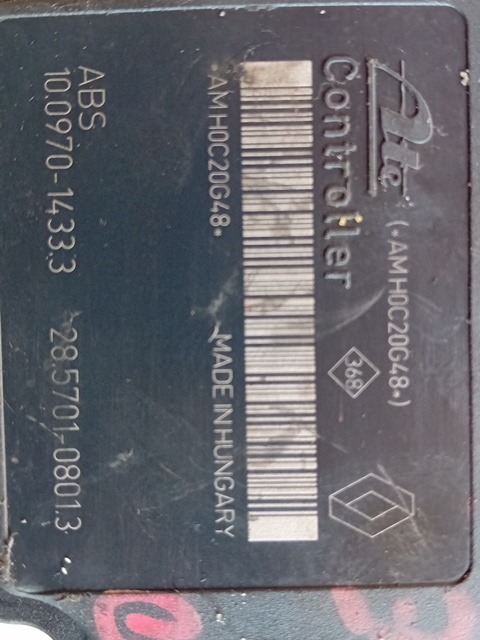 Ate (*AMH0C20G48*)
Controller 368
*AMH0C20G48* MADE IN HUNGARY
ABS
10.0970-1433.3 28.5701-0801.3